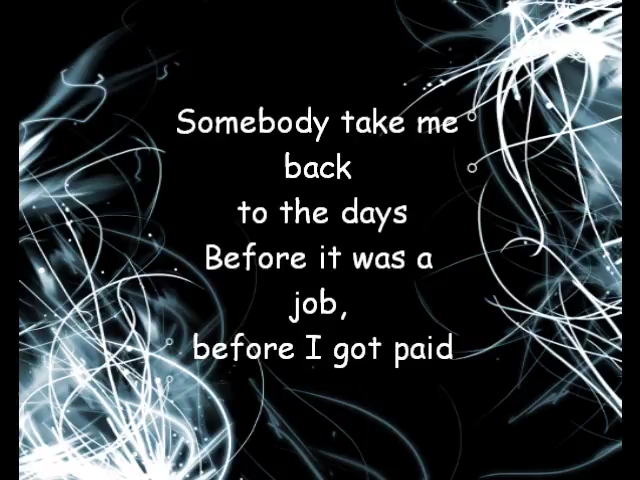 Somebody take me
back
to the days
Before it was a
job,
before I got paid